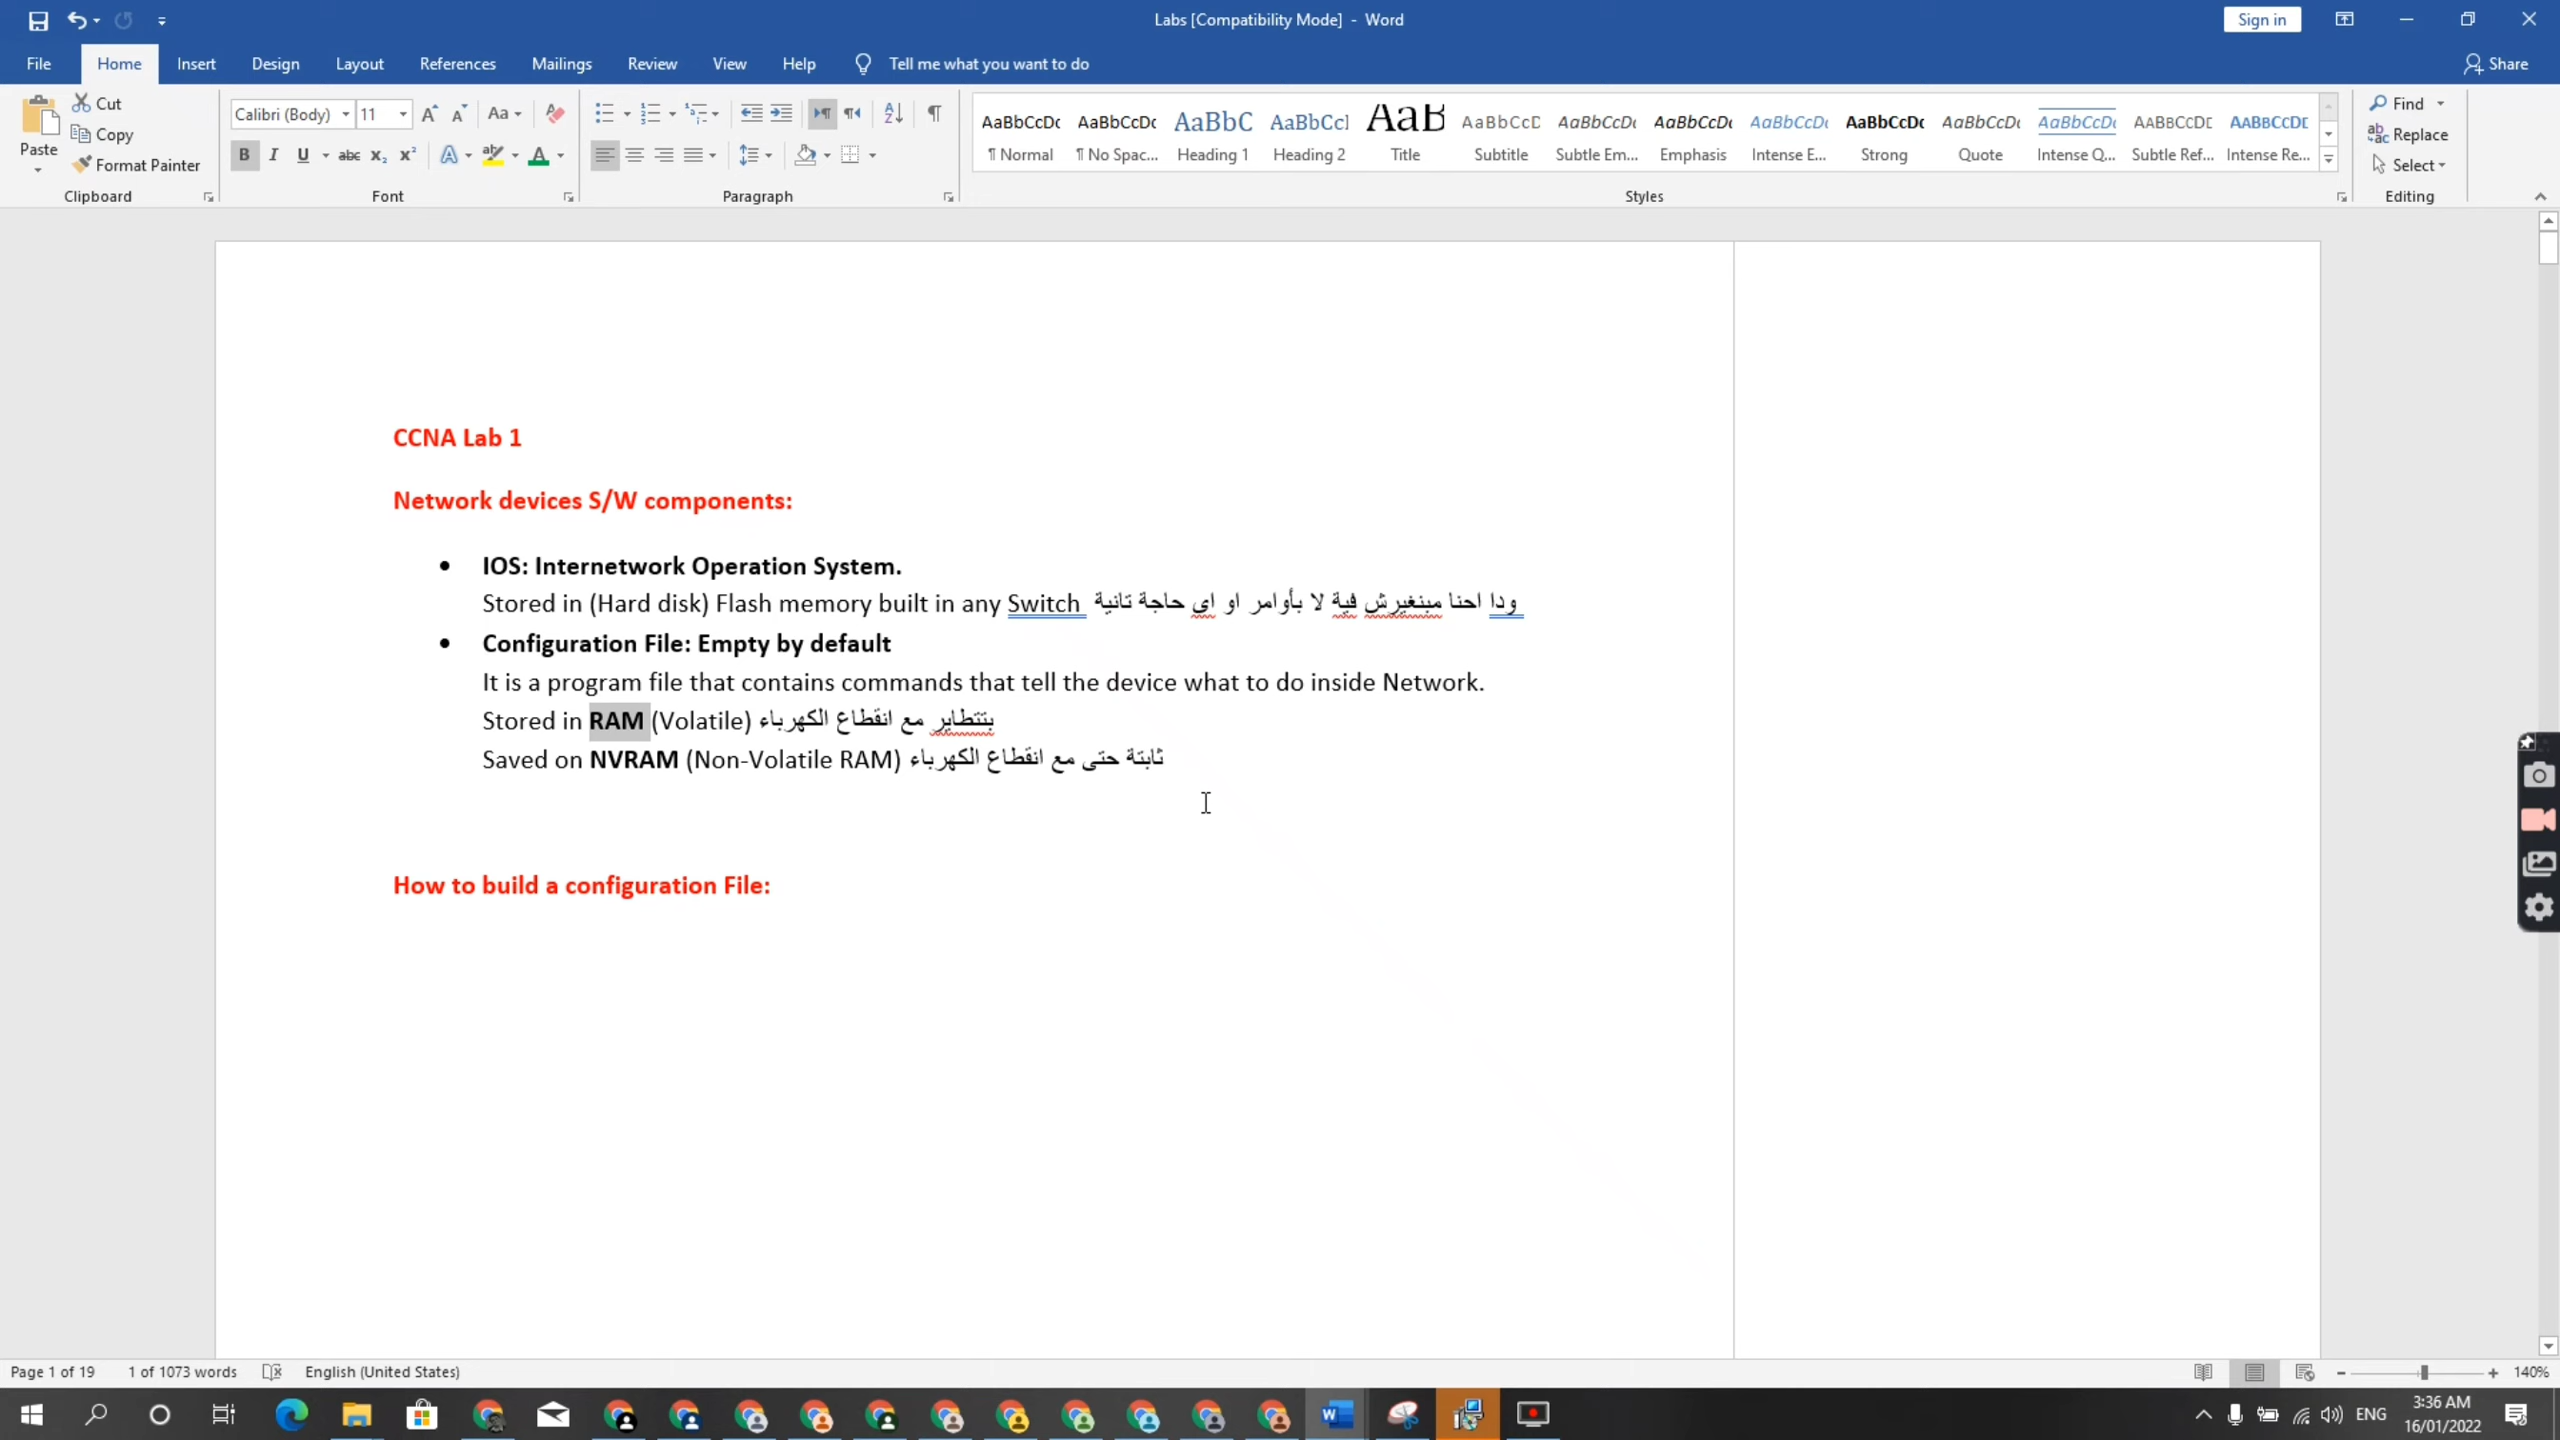 Labs [Compatibility Mode] - Word
Sign in
File Home Insert Design Layout References Mailings Review View Help Tell me what you want to do Share
Paste
Cut
Copy
Format Painter
Clipboard
Calibri (Body) 11
Font
Paragraph
AaBbCcDc AaBbCcDc AaBbC AaBbCcI AaB AaBbCcD AaBbCcDc AaBbCcDc AaBbCcDc AaBbCcDc AaBbCcDc AaBbCcDc AABBCCDE AABBCCDE
¶ Normal ¶ No Spac... Heading 1 Heading 2 Title Subtitle Subtle Em... Emphasis Intense E... Strong Quote Intense Q... Subtle Ref... Intense Re...
Styles
Find
Replace
Select
Editing
CCNA Lab 1
Network devices S/W components:
• IOS: Internetwork Operation System.
Stored in (Hard disk) Flash memory built in any Switch ودا احنا مبنغيرش فية لا بأوامر او اي حاجة تانية
• Configuration File: Empty by default
It is a program file that contains commands that tell the device what to do inside Network.
Stored in RAM (Volatile) بتتطاير مع انقطاع الكهرباء
Saved on NVRAM (Non-Volatile RAM) ثابتة حتى مع انقطاع الكهرباء
How to build a configuration File:
Page 1 of 19 1 of 1073 words English (United States) 140%
ENG
3:36 AM
16/01/2022